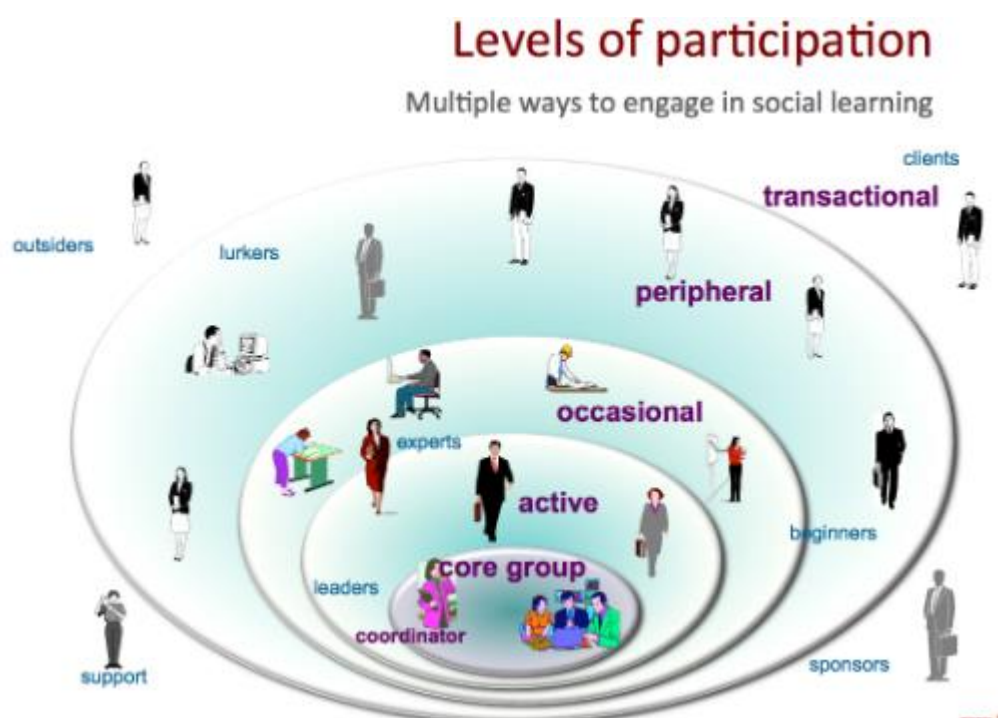 Levels of participation
Multiple ways to engage in social learning
clients
transactional
outsiders
lurkers
peripheral
occasional
experts
active
beginners
core group
leaders
coordinator
sponsors
support